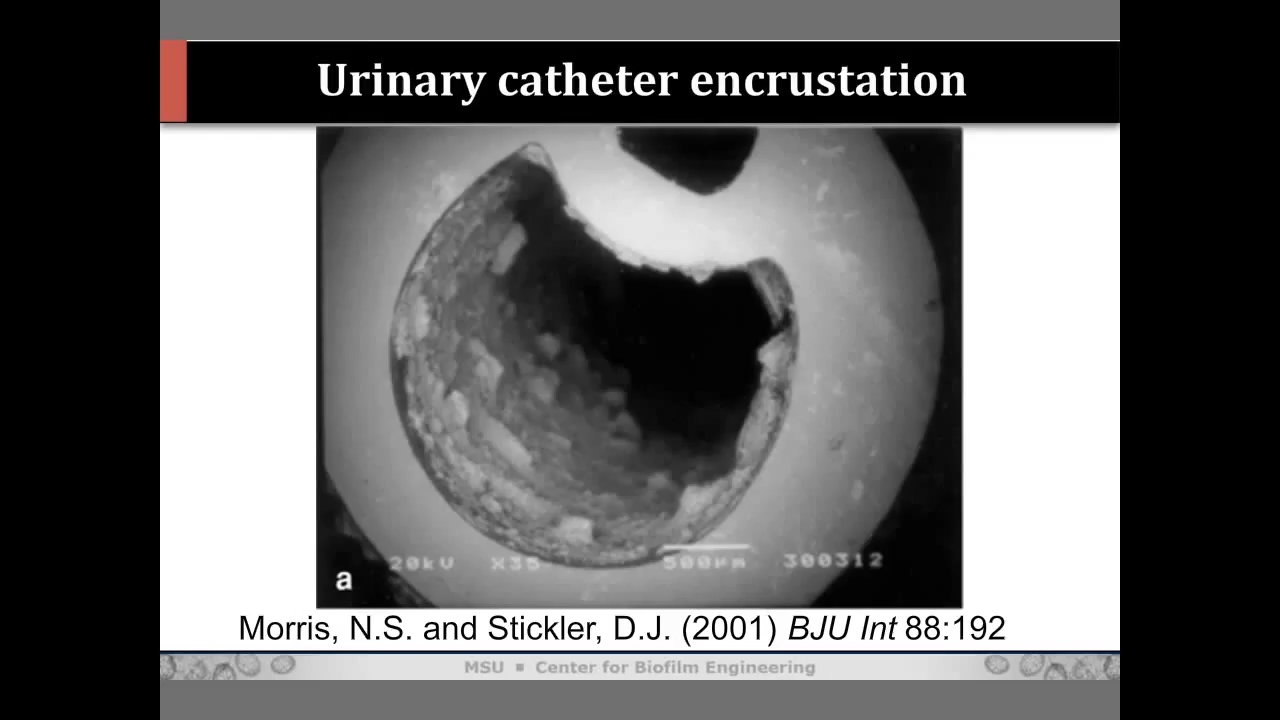 Urinary catheter encrustation
20kV X35 500µm 300312
a
Morris, N.S. and Stickler, D.J. (2001) BJU Int 88:192
MSU ▪ Center for Biofilm Engineering